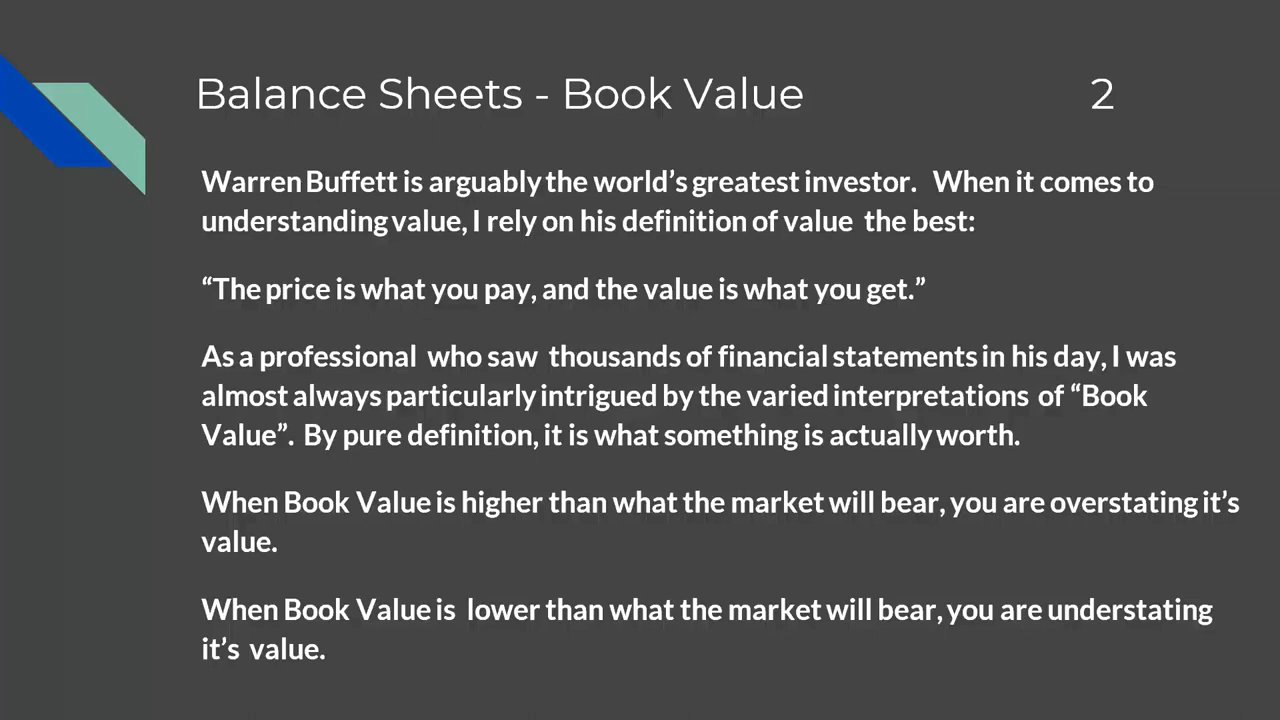 Balance Sheets - Book Value 2
Warren Buffett is arguably the world's greatest investor. When it comes to
understanding value, I rely on his definition of value the best:
“The price is what you pay, and the value is what you get.”
As a professional who saw thousands of financial statements in his day, I was
almost always particularly intrigued by the varied interpretations of “Book
Value”. By pure definition, it is what something is actually worth.
When Book Value is higher than what the market will bear, you are overstating it’s
value.
When Book Value is lower than what the market will bear, you are understating
it’s value.